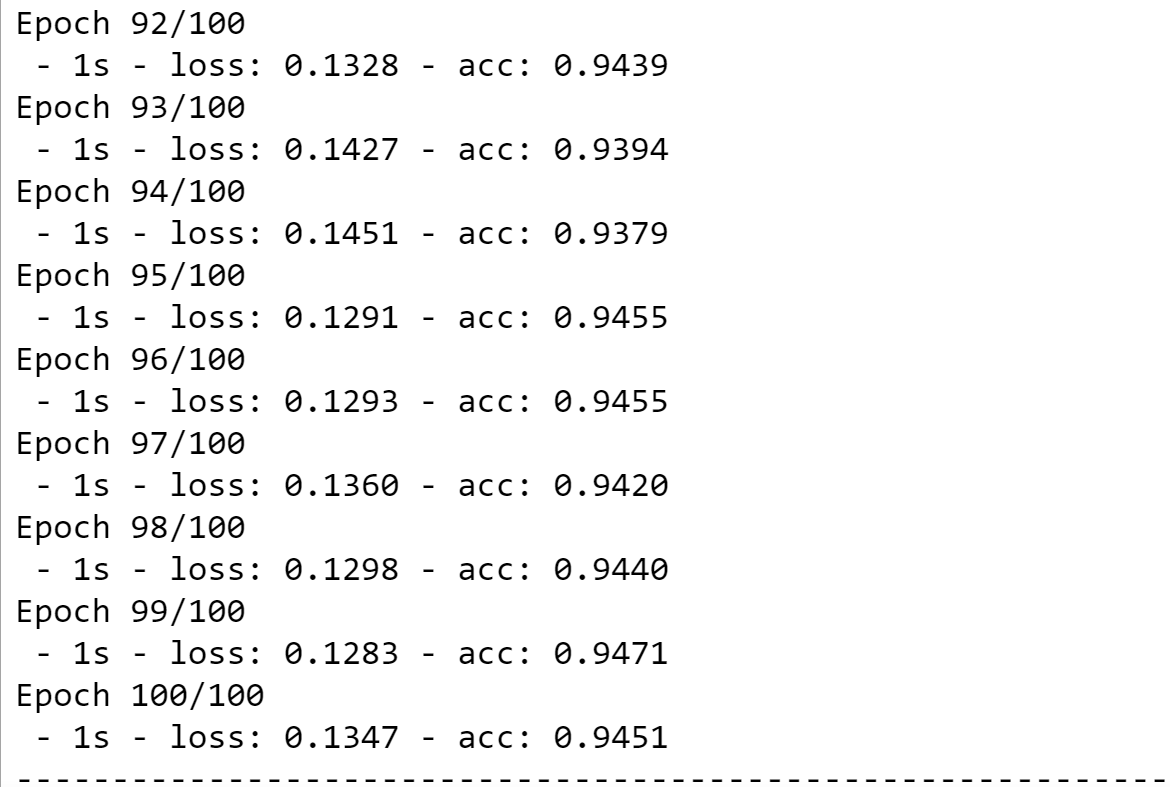 Epoch 92/100
 - 1s - loss: 0.1328 - acc: 0.9439
Epoch 93/100
 - 1s - loss: 0.1427 - acc: 0.9394
Epoch 94/100
 - 1s - loss: 0.1451 - acc: 0.9379
Epoch 95/100
 - 1s - loss: 0.1291 - acc: 0.9455
Epoch 96/100
 - 1s - loss: 0.1293 - acc: 0.9455
Epoch 97/100
 - 1s - loss: 0.1360 - acc: 0.9420
Epoch 98/100
 - 1s - loss: 0.1298 - acc: 0.9440
Epoch 99/100
 - 1s - loss: 0.1283 - acc: 0.9471
Epoch 100/100
 - 1s - loss: 0.1347 - acc: 0.9451
------------------------------------------------------------